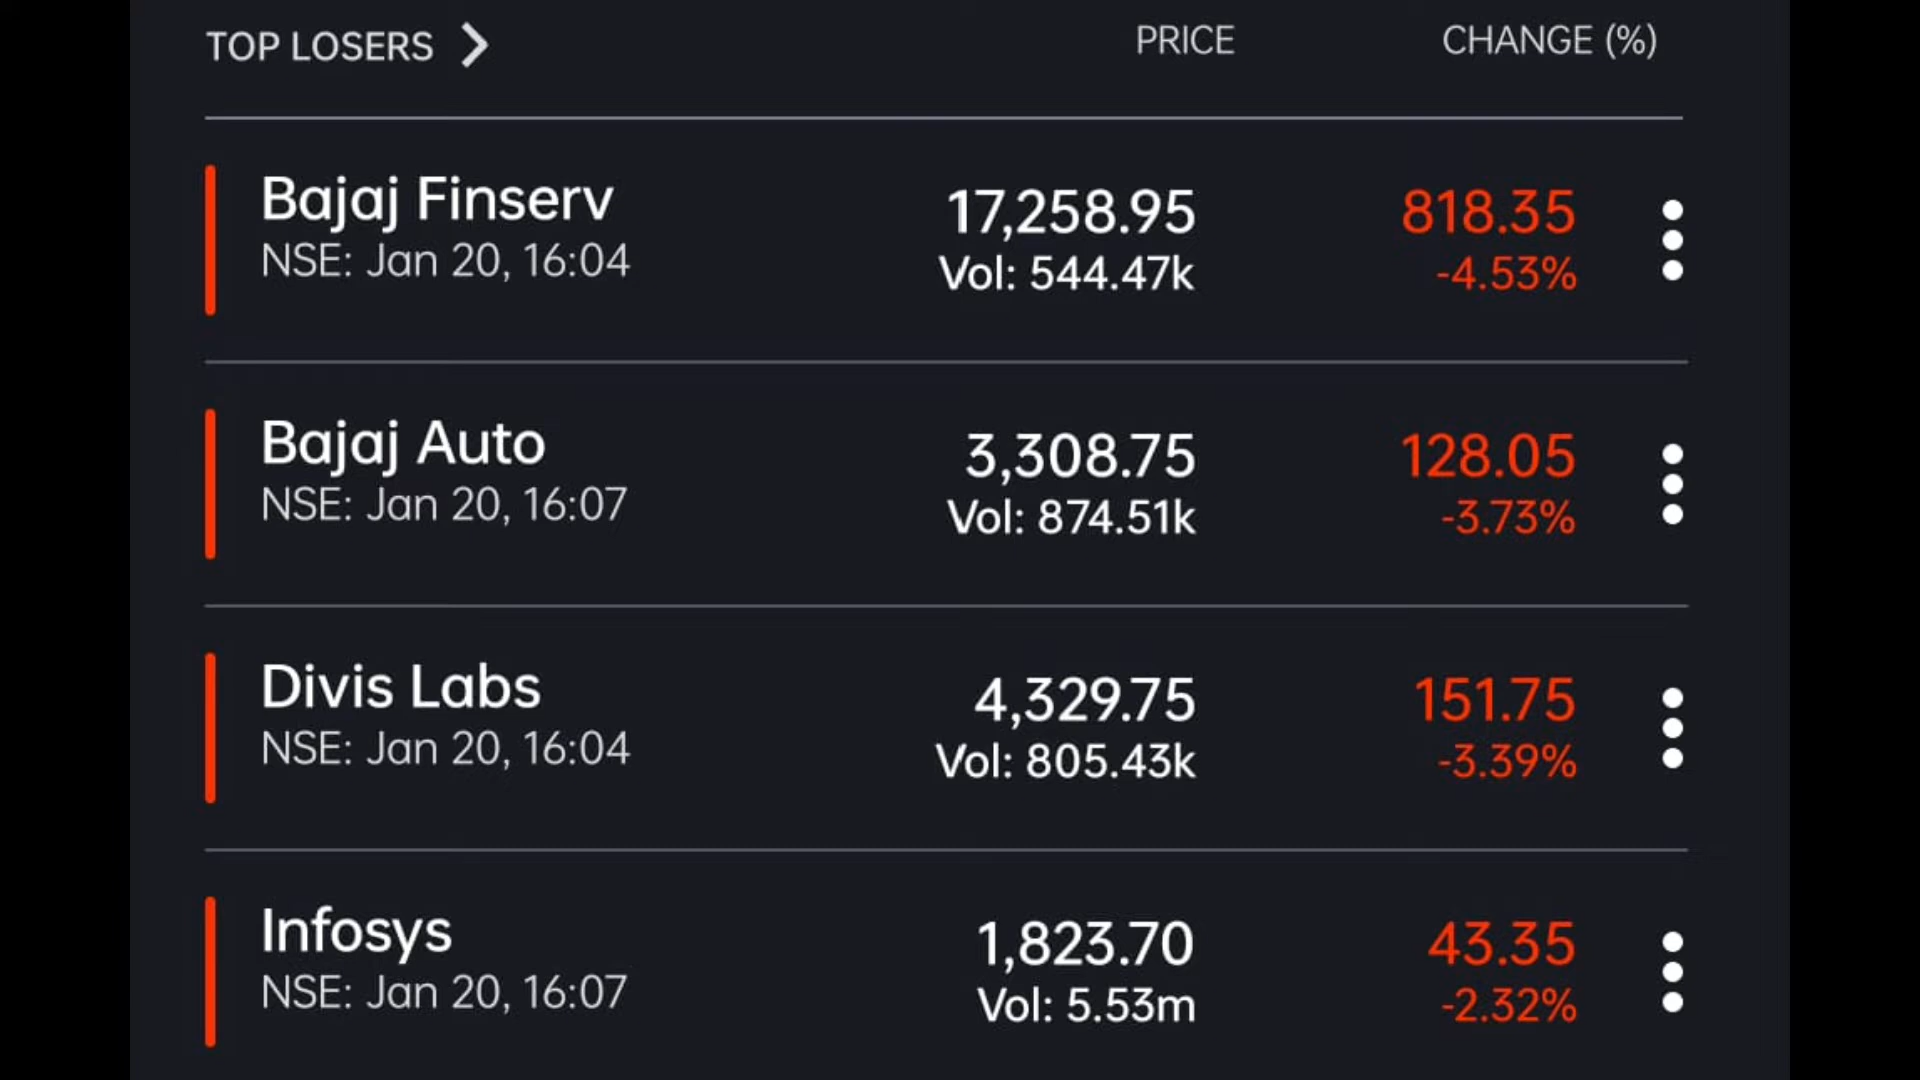 TOP LOSERS PRICE CHANGE (%)
Bajaj Finserv 17,258.95 818.35
NSE: Jan 20, 16:04 Vol: 544.47k -4.53%
Bajaj Auto 3,308.75 128.05
NSE: Jan 20, 16:07 Vol: 874.51k -3.73%
Divis Labs 4,329.75 151.75
NSE: Jan 20, 16:04 Vol: 805.43k -3.39%
Infosys 1,823.70 43.35
NSE: Jan 20, 16:07 Vol: 5.53m -2.32%